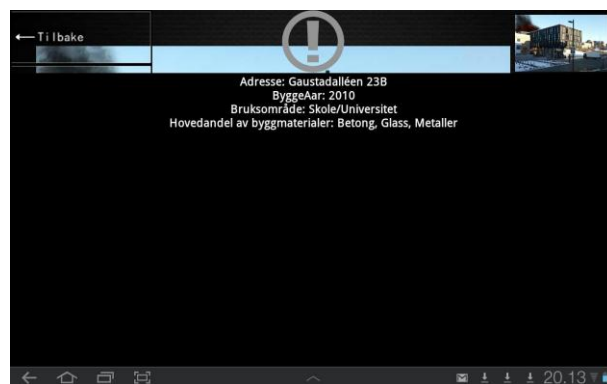 Tilbake
Adresse: Gaustadalléen 23B
ByggeAar: 2010
Bruksområde: Skole/Universitet
Hovedandel av byggmaterialer: Betong, Glass, Metaller
20.13